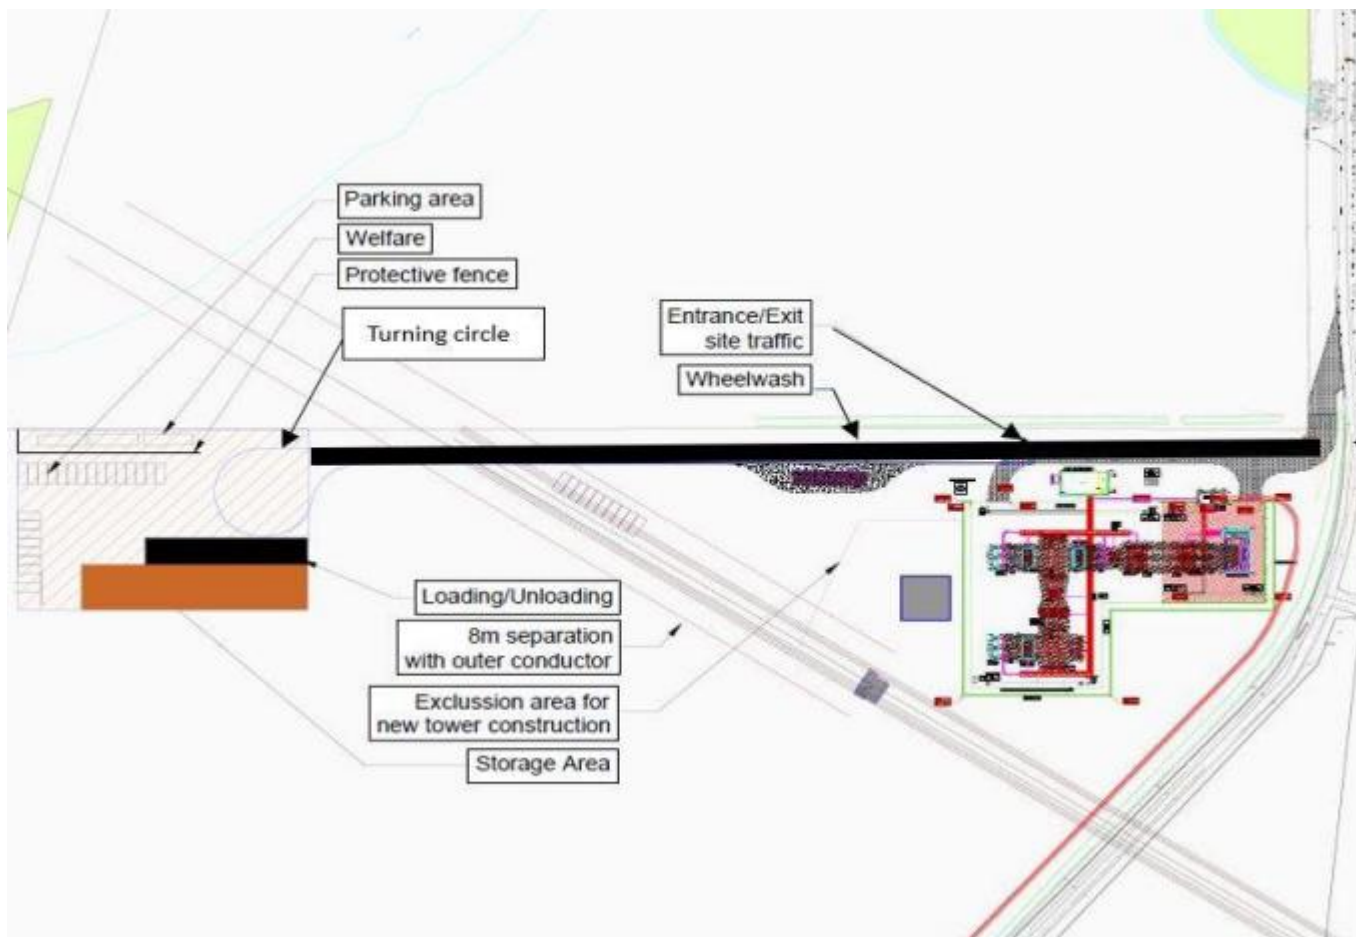 Parking area
Welfare
Protective fence
Turning circle
Entrance/Exit
site traffic
Wheelwash
Loading/Unloading
8m separation
with outer conductor
Exclussion area for
new tower construction
Storage Area